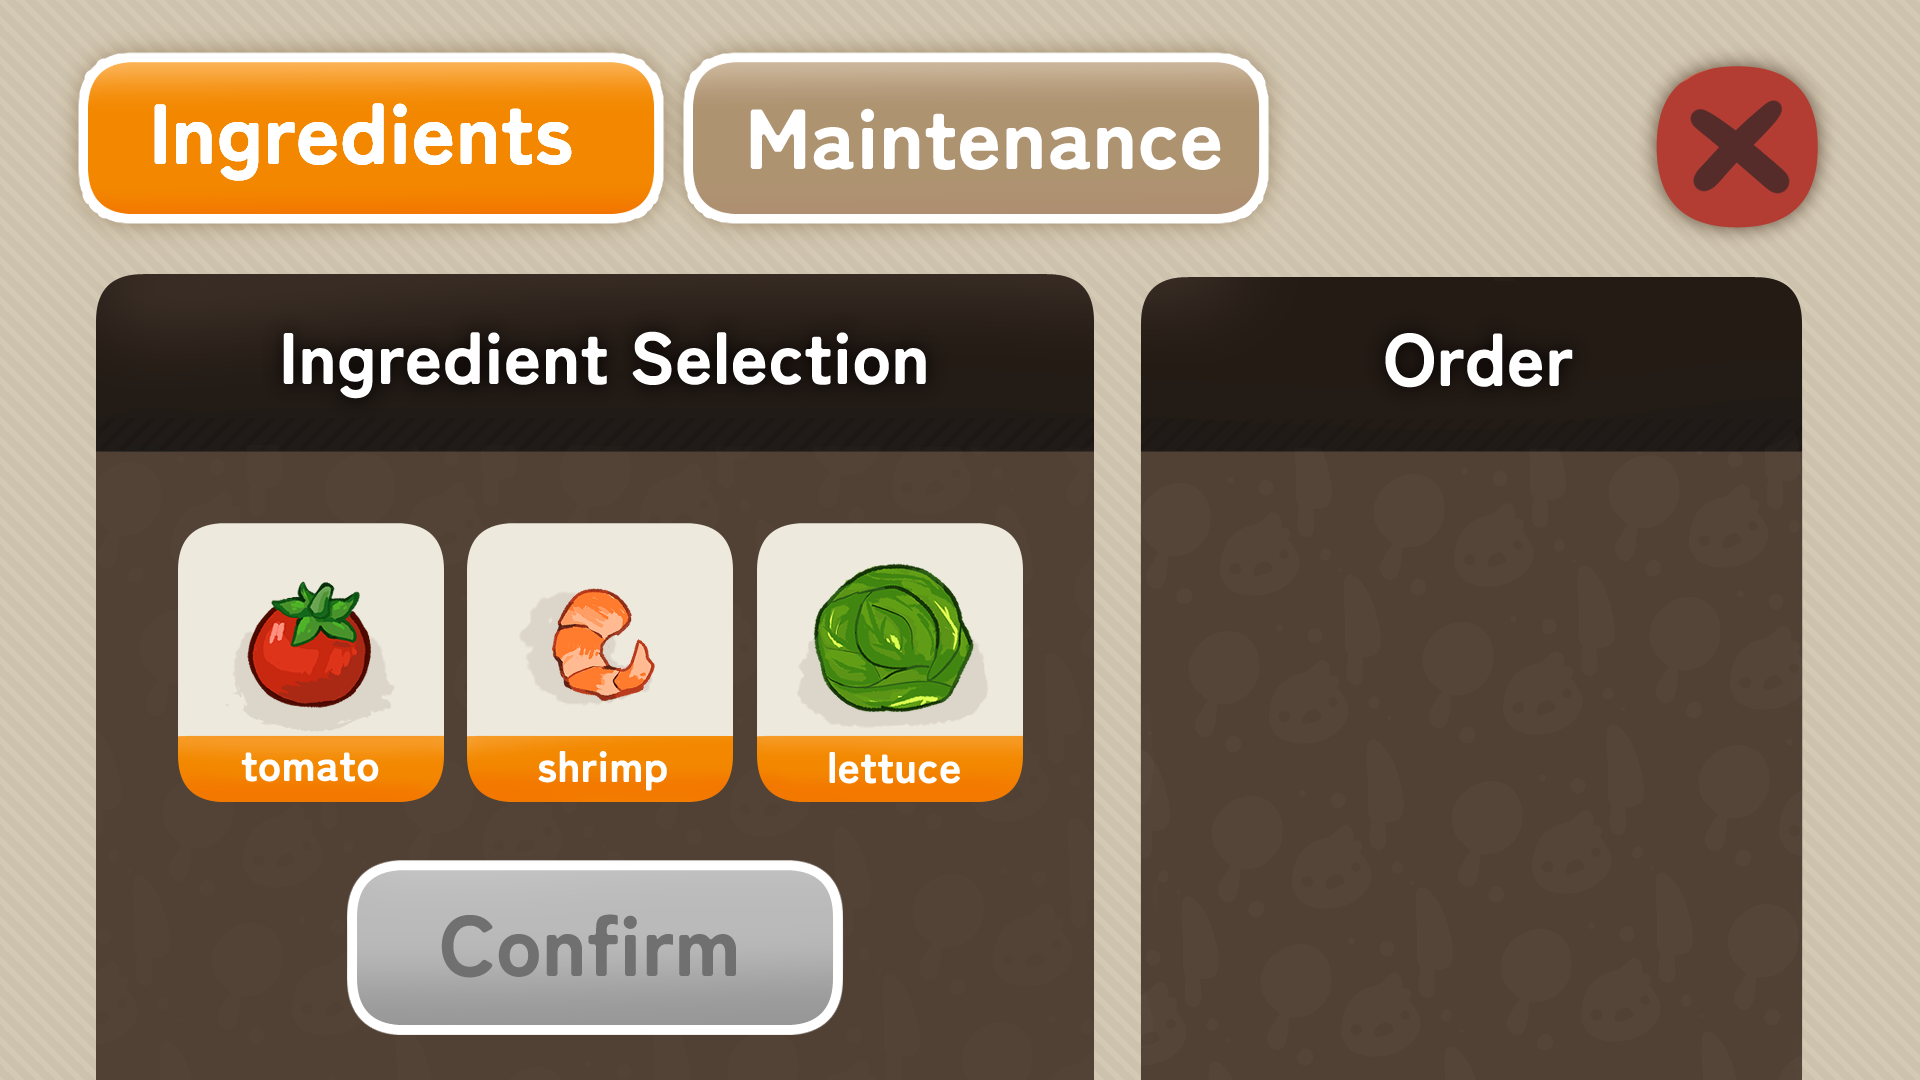 Ingredients
Maintenance
Ingredient Selection
Order
tomato
shrimp
lettuce
Confirm